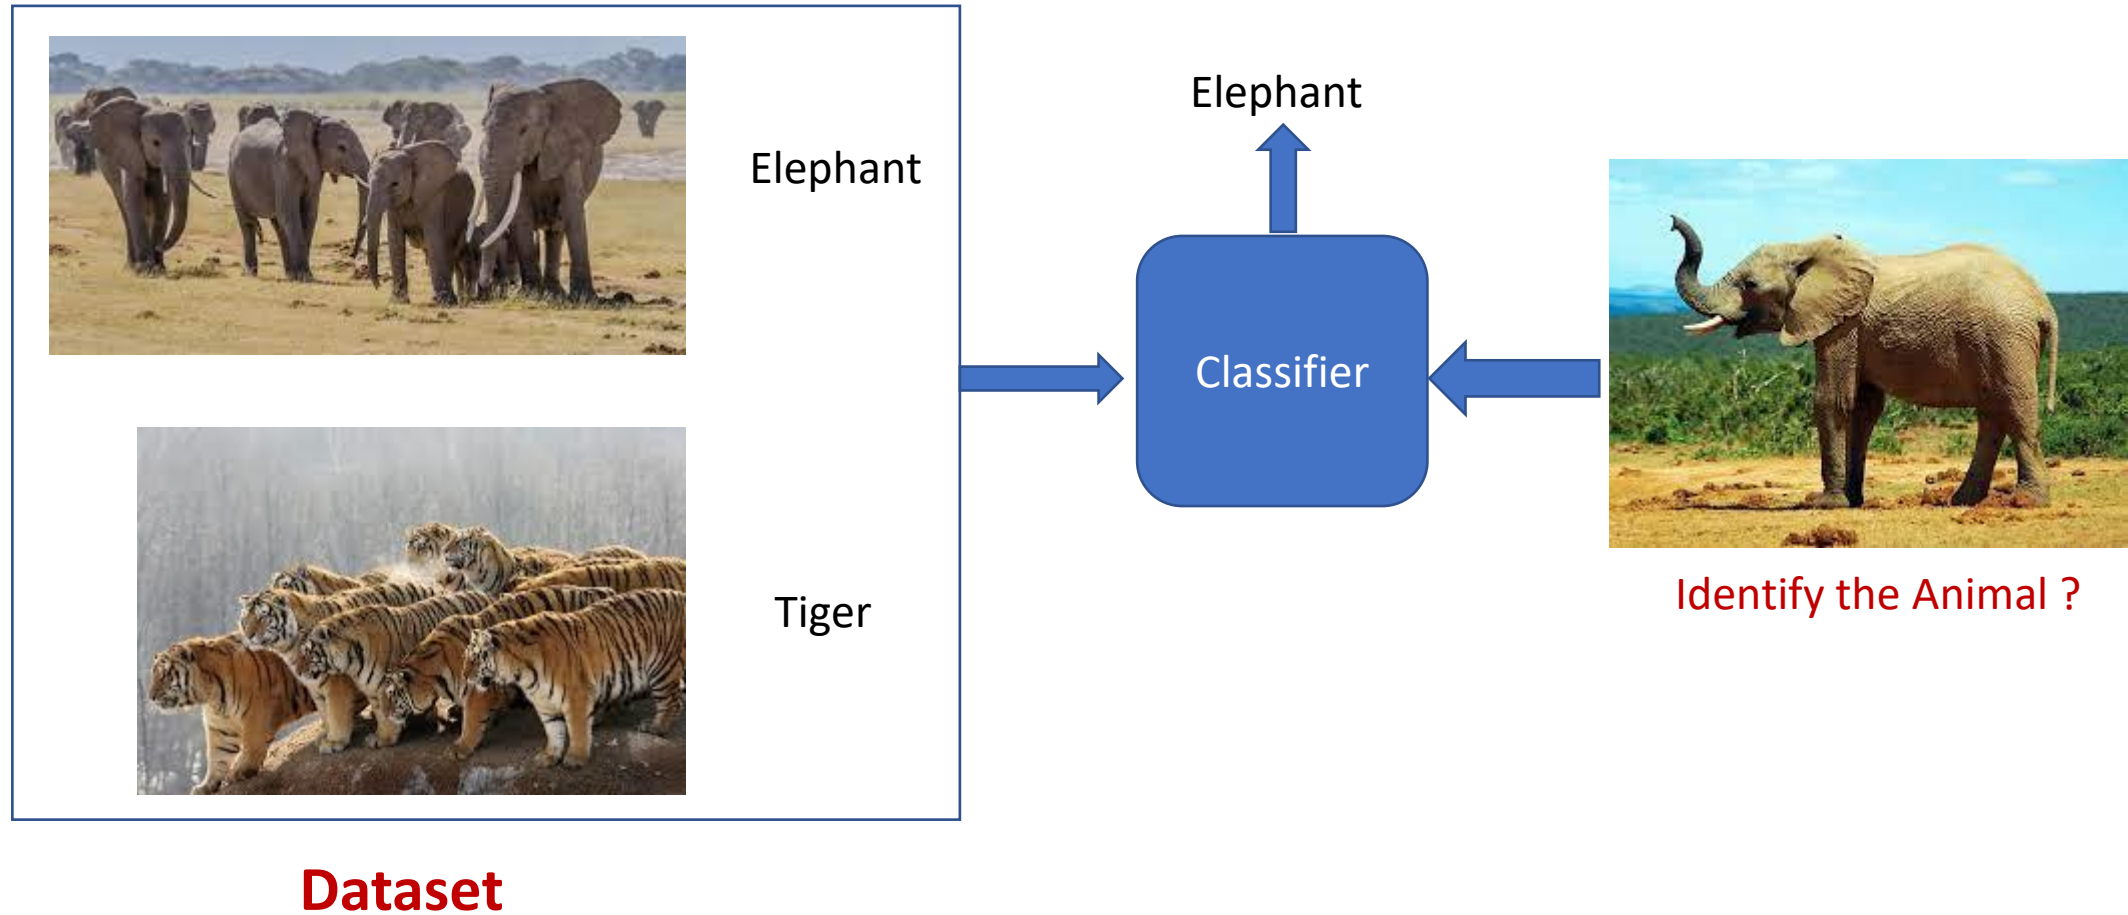 Elephant
Tiger
Dataset
Elephant
Classifier
Identify the Animal ?